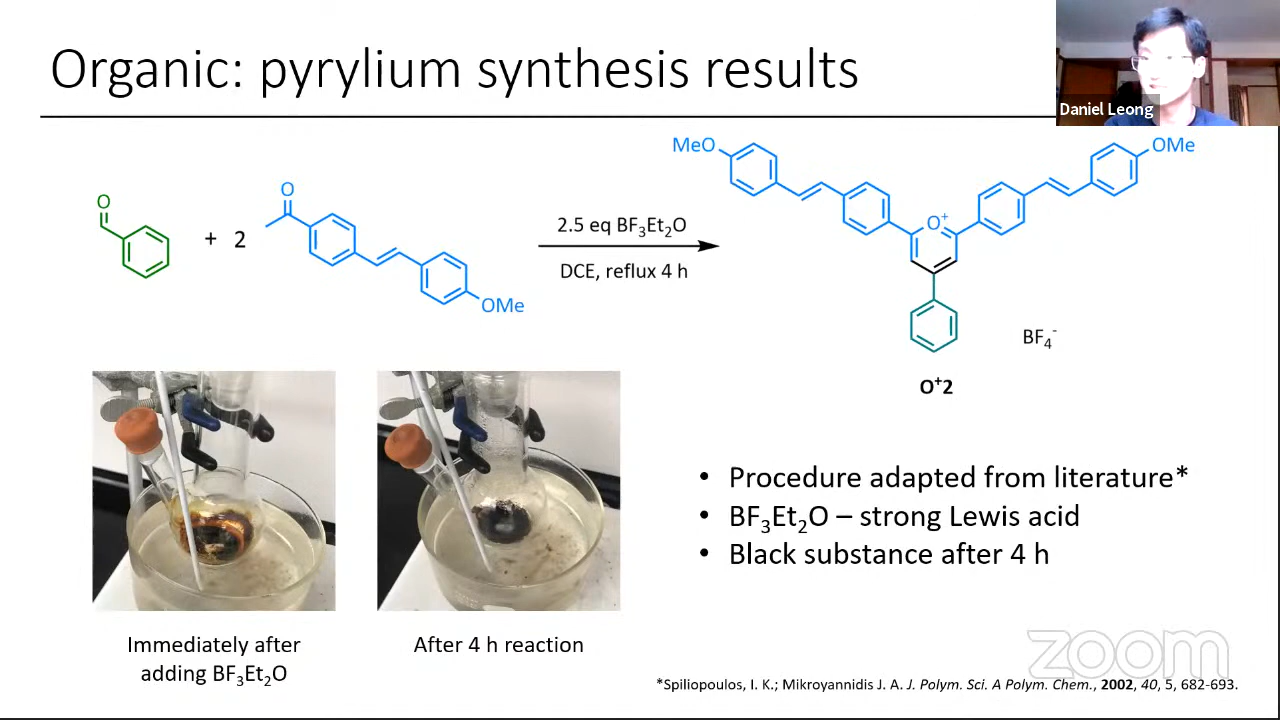 Organic: pyrylium synthesis results
Daniel Leong
O
+ 2
O
OMe
2.5 eq BF₃Et₂O
DCE, reflux 4 h
MeO
OMe
O⁺
BF₄⁻
O⁺2
• Procedure adapted from literature*
• BF₃Et₂O – strong Lewis acid
• Black substance after 4 h
Immediately after
adding BF₃Et₂O
After 4 h reaction
zoom
*Spiliopoulos, I. K.; Mikroyannidis J. A. J. Polym. Sci. A Polym. Chem., 2002, 40, 5, 682-693.